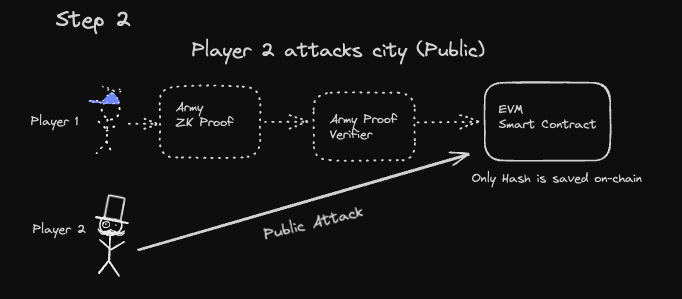 Step 2
Player 2 attacks city (Public)
Player 1
Army
ZK Proof
Army Proof
Verifier
EVM
Smart Contract
Only Hash is saved on-chain
Player 2
Public Attack